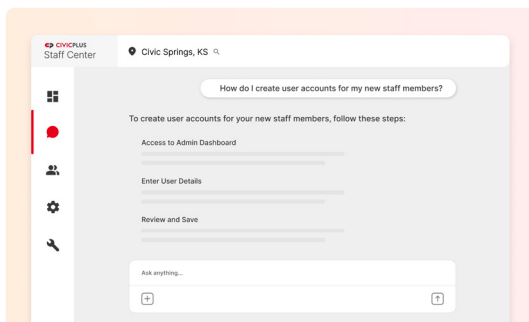 CIVICPLUS
Staff Center
Civic Springs, KS
How do I create user accounts for my new staff members?
To create user accounts for your new staff members, follow these steps:
Access to Admin Dashboard
Enter User Details
Review and Save
Ask anything...